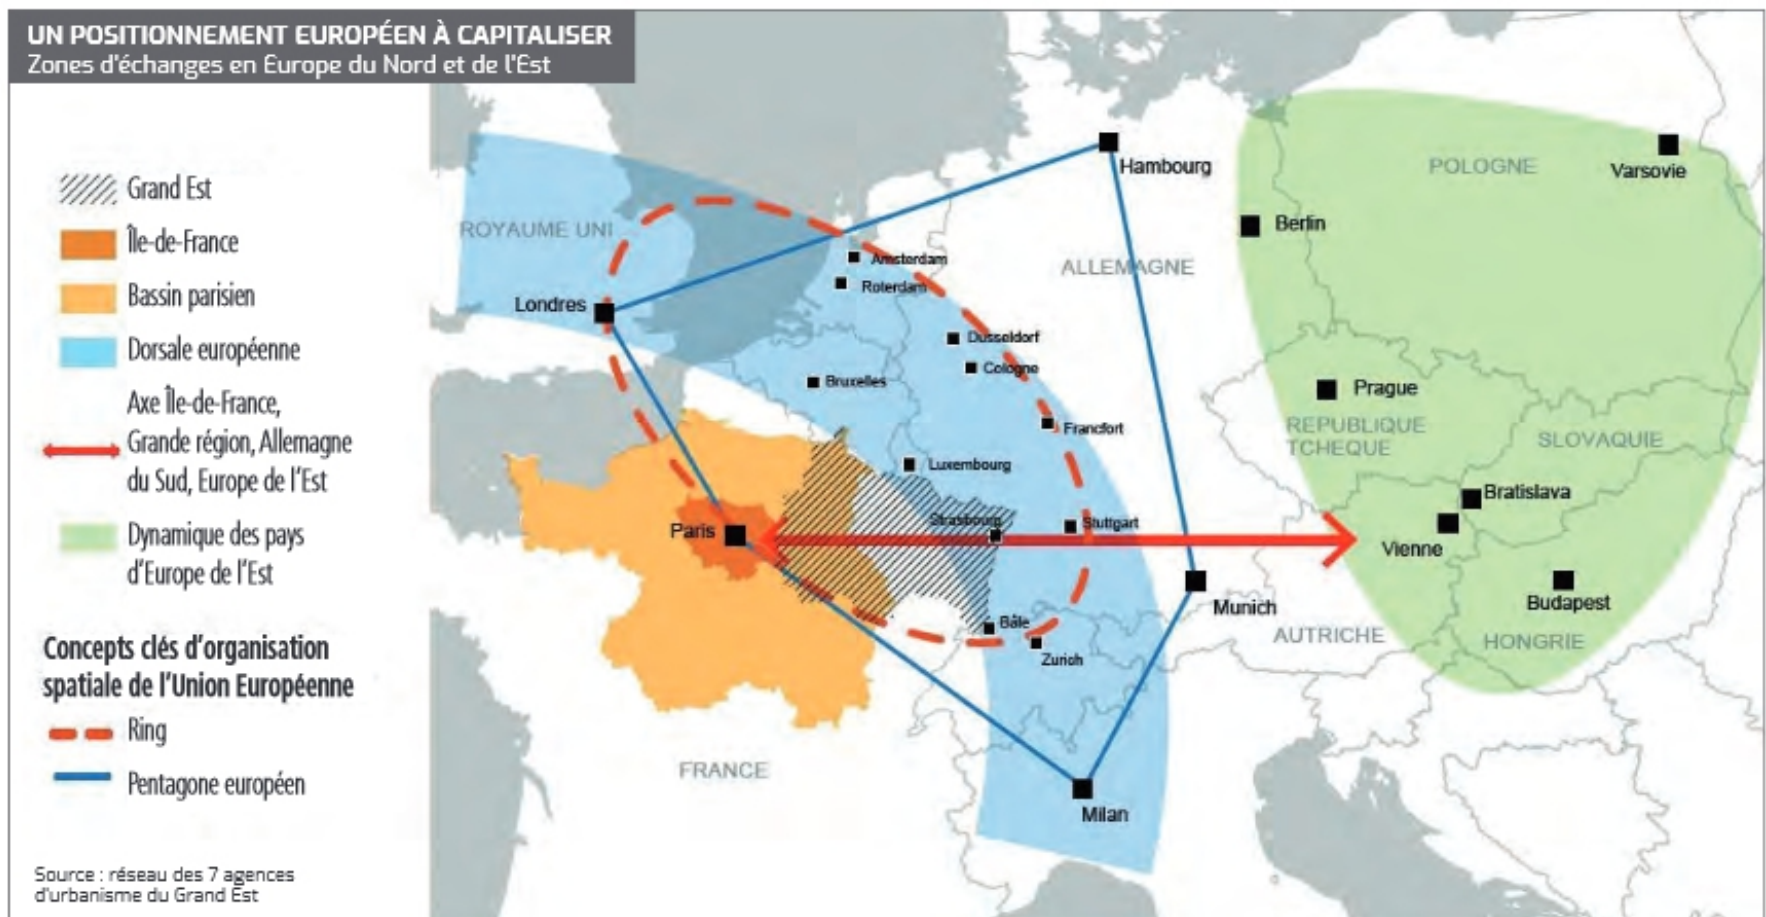 UN POSITIONNEMENT EUROPÉEN À CAPITALISER
Zones d'échanges en Europe du Nord et de l'Est
Grand Est
Île-de-France
Bassin parisien
Dorsale européenne
Axe Île-de-France,
Grande région, Allemagne
du Sud, Europe de l'Est
Dynamique des pays
d'Europe de l'Est
Concepts clés d'organisation
spatiale de l'Union Européenne
Ring
Pentagone européen
Source : réseau des 7 agences
d'urbanisme du Grand Est
Hambourg
POLOGNE
Varsovie
ROYAUME UNI
Berlin
Amsterdam
ALLEMAGNE
Roterdam
Londres
Dusseldorf
Cologne
Bruxelles
Prague
Francfort
REPUBLIQUE
TCHEQUE
SLOVAQUIE
Luxembourg
Bratislava
Paris
Strasbourg
Stuttgart
Vienne
Munich
Budapest
Bâle
AUTRICHE
HONGRIE
Zurich
FRANCE
Milan